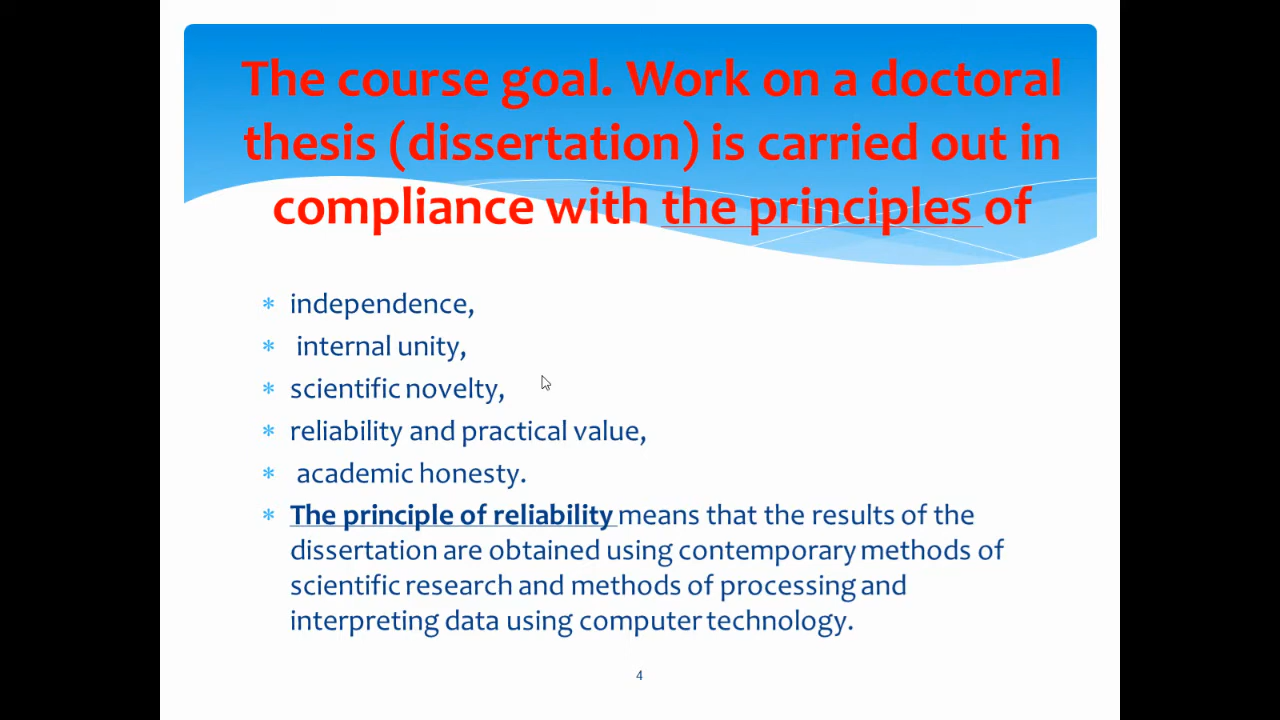 The course goal. Work on a doctoral
thesis (dissertation) is carried out in
compliance with the principles of
* independence,
* internal unity,
* scientific novelty,
* reliability and practical value,
* academic honesty.
* The principle of reliability means that the results of the
dissertation are obtained using contemporary methods of
scientific research and methods of processing and
interpreting data using computer technology.
4